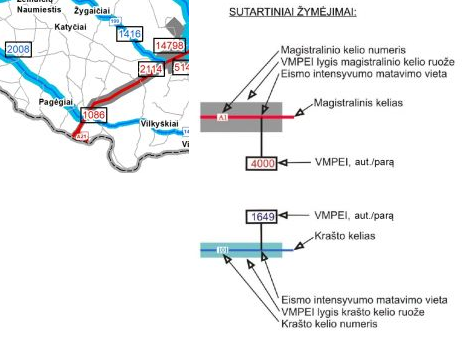 Naumiestis
Žygaičiai
Katyčiai
1416
2008
14798
2114
514
Pagėgiai
1086
Vilkyškiai
Vi
SUTARTINIAI ŽYMĖJIMAI:
Magistralinio kelio numeris
VMPEI lygis magistralinio kelio ruože
Eismo intensyvumo matavimo vieta
Magistralinis kelias
A1
4000
VMPEI, aut./parą
1649
VMPEI, aut./parą
Krašto kelias
Eismo intensyvumo matavimo vieta
VMPEI lygis krašto kelio ruože
Krašto kelio numeris